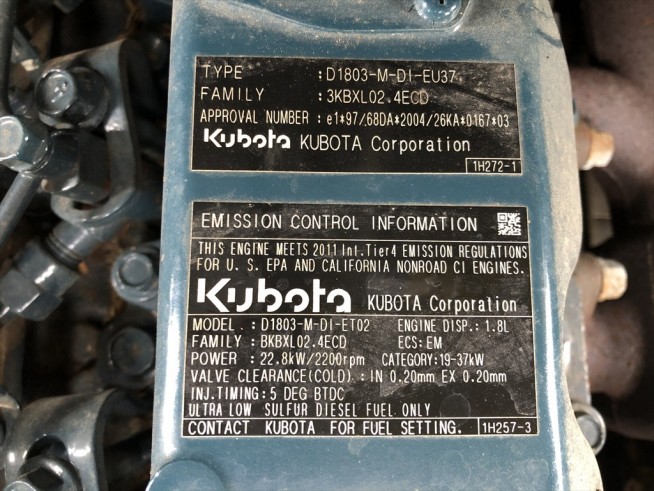 TYPE :D1803-M-DI-EU37
FAMILY :3KBXL02.4ECD
APPROVAL NUMBER :e1*97/68DA*2004/26KA*0167*03
Kubota KUBOTA Corporation
1H272-1
EMISSION CONTROL INFORMATION
THIS ENGINE MEETS 2011 Int.Tier4 EMISSION REGULATIONS
FOR U.S.EPA AND CALIFORNIA NONROAD CI ENGINES.
Kubota KUBOTA Corporation
MODEL :D1803-M-DI-ET02 ENGINE DISP.:1.8L
FAMILY :BKBXL02.4ECD ECS:EM
POWER :22.8kW/2200rpm CATEGORY:19-37kW
VALVE CLEARANCE(COLD) :IN 0.20mm EX 0.20mm
INJ.TIMING:5 DEG BTDC
ULTRA LOW SULFUR DIESEL FUEL ONLY
CONTACT KUBOTA FOR FUEL SETTING. 1H257-3